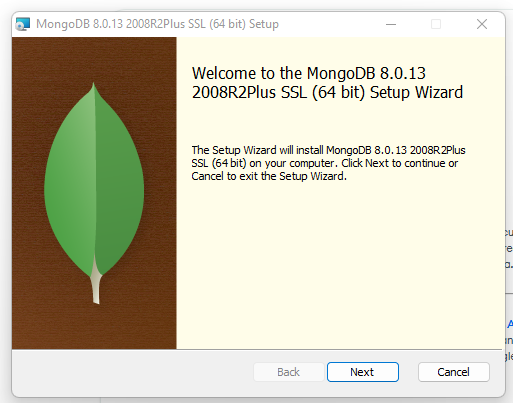 MongoDB 8.0.13 2008R2Plus SSL (64 bit) Setup
Welcome to the MongoDB 8.0.13
2008R2Plus SSL (64 bit) Setup Wizard
The Setup Wizard will install MongoDB 8.0.13 2008R2Plus
SSL (64 bit) on your computer. Click Next to continue or
Cancel to exit the Setup Wizard.
Back
Next
Cancel